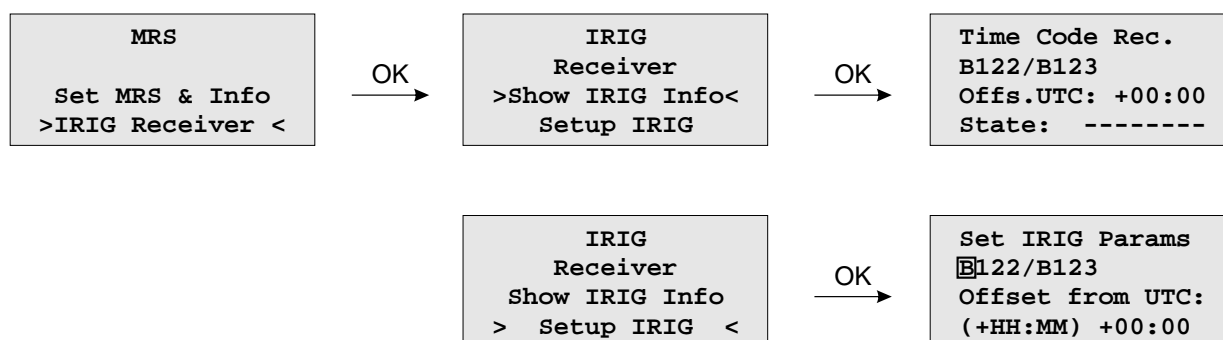 MRS
Set MRS & Info
>IRIG Receiver <
OK
IRIG
Receiver
>Show IRIG Info<
Setup IRIG
OK
Time Code Rec.
B122/B123
Offs.UTC: +00:00
State: --------
IRIG
Receiver
Show IRIG Info
> Setup IRIG <
OK
Set IRIG Params
B122/B123
Offset from UTC:
(+HH:MM) +00:00